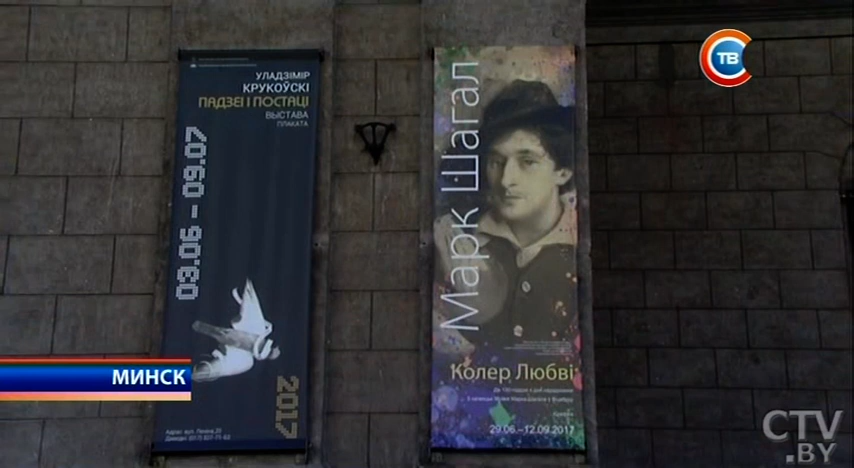 УЛАДЗІМІР
КРУКОЎСКІ
ПАДЗЕІ І ПОСТАЦІ
ВЫСТАВА
ПЛАКАТА
03.06 – 09.07
2017
Марк Шагал
Колер Любві
29.06.–12.09.2017
СТВ
МИНСК
CTV
.BY